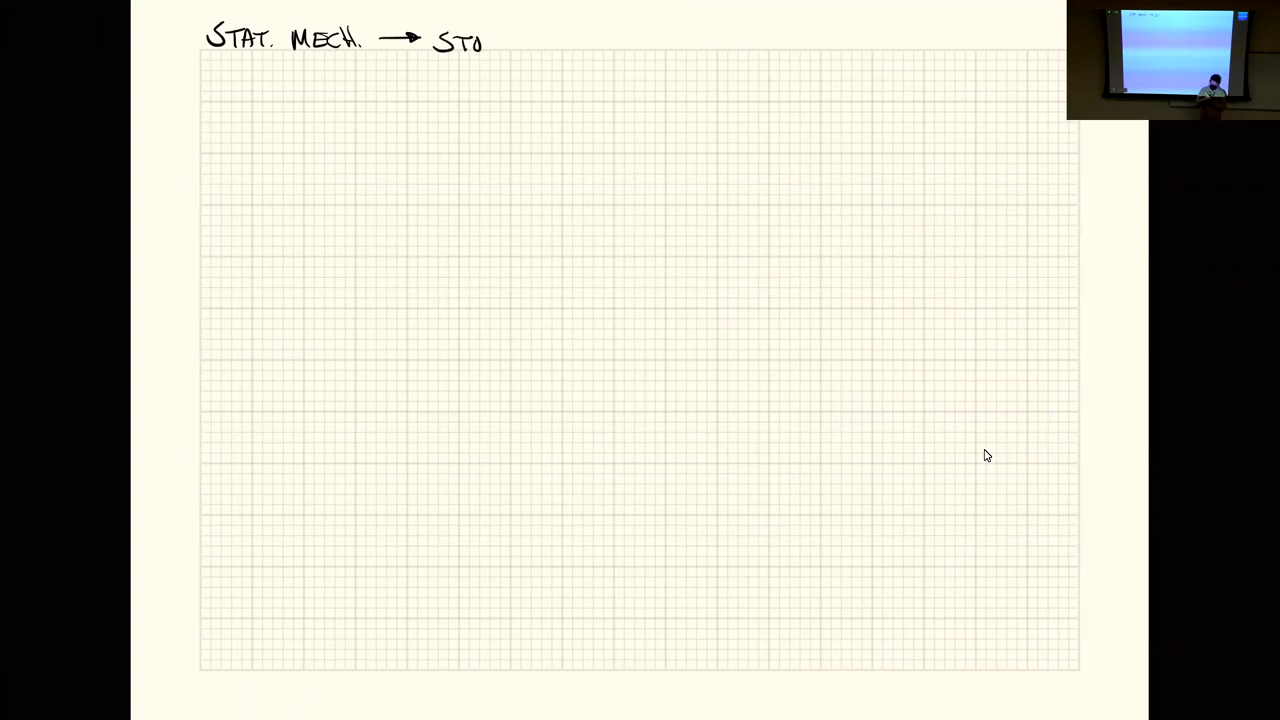 STAT. MECH. → STO